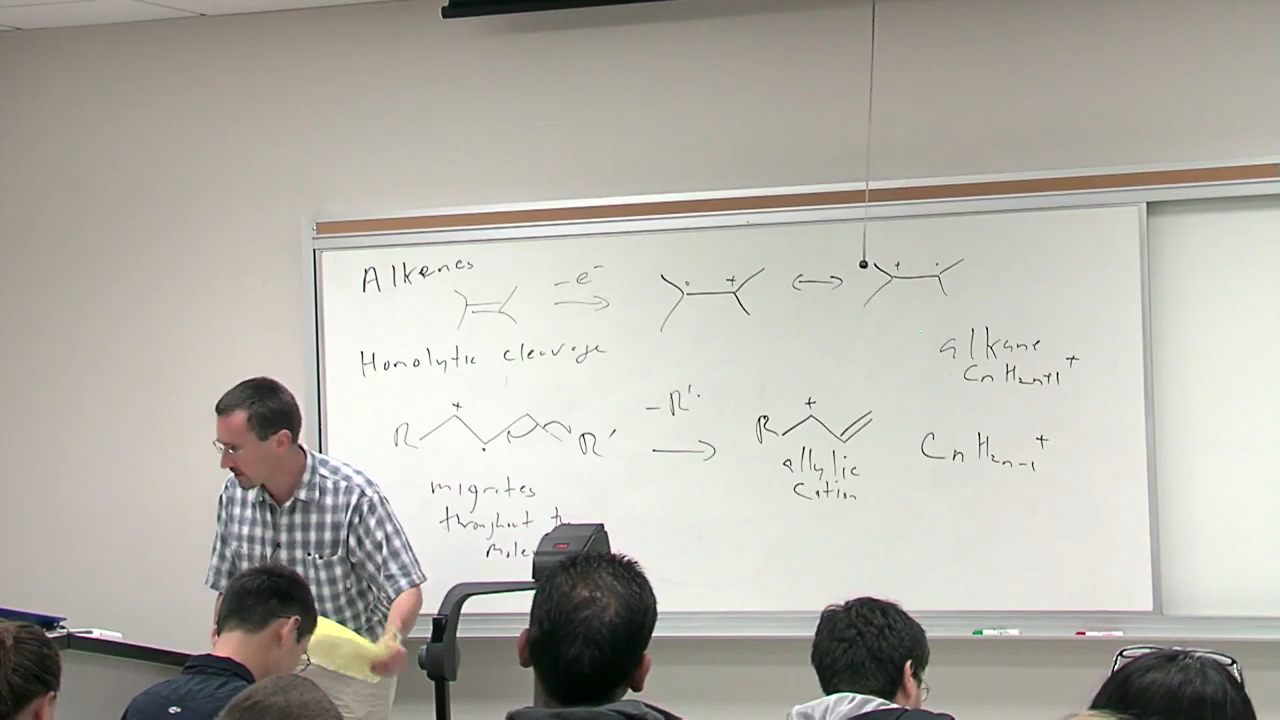 Alkenes
–e⁻
Homolytic cleavage
alkane
CnH2n+1⁺
R + · R'
–R'·
R +
allylic
cation
CnH2n-1⁺
migrates
throughout